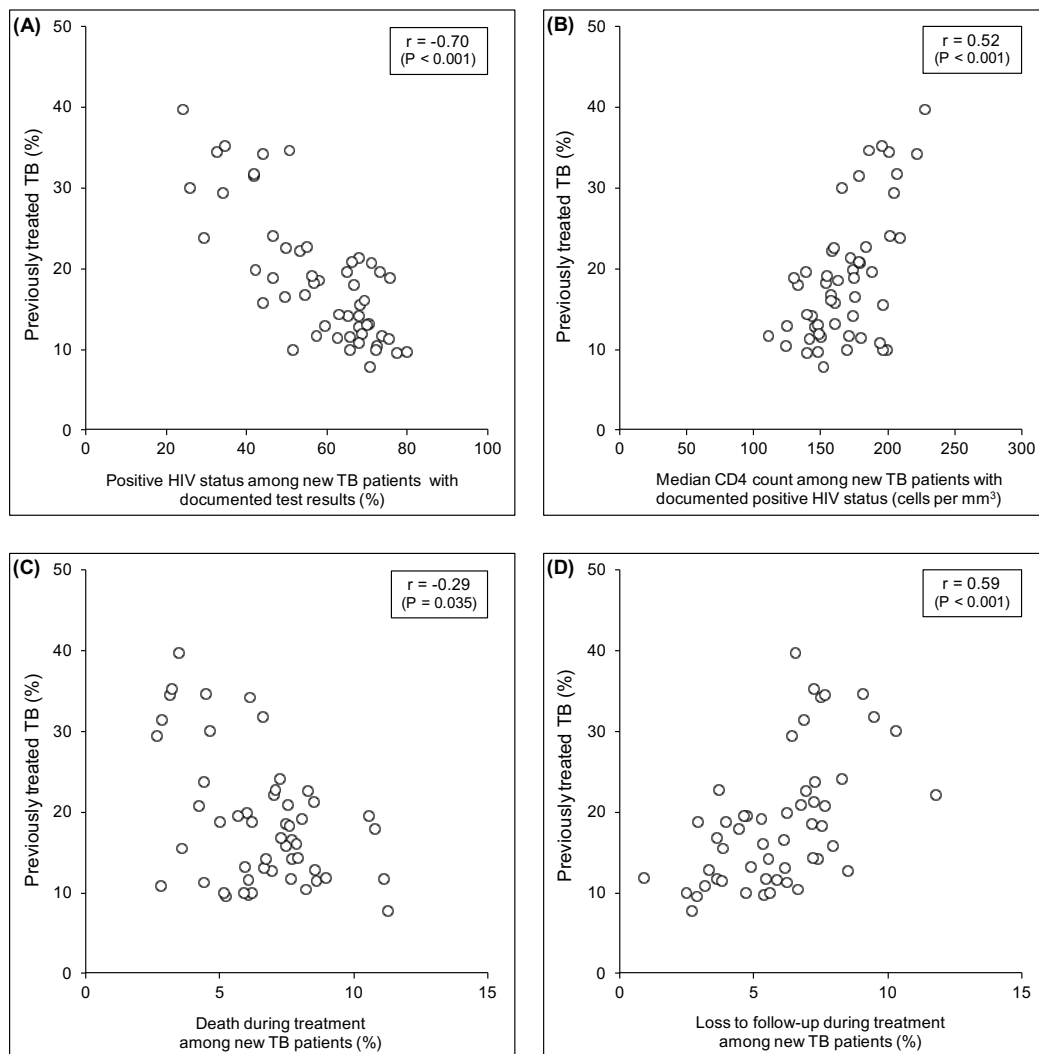 (A)
r = -0.70
(P < 0.001)
Previously treated TB (%)
50
40
30
20
10
0
0 20 40 60 80 100
Positive HIV status among new TB patients with
documented test results (%)
(B)
r = 0.52
(P < 0.001)
Previously treated TB (%)
50
40
30
20
10
0
0 50 100 150 200 250 300
Median CD4 count among new TB patients with
documented positive HIV status (cells per mm³)
(C)
r = -0.29
(P = 0.035)
Previously treated TB (%)
50
40
30
20
10
0
0 5 10 15
Death during treatment
among new TB patients (%)
(D)
r = 0.59
(P < 0.001)
Previously treated TB (%)
50
40
30
20
10
0
0 5 10 15
Loss to follow-up during treatment
among new TB patients (%)